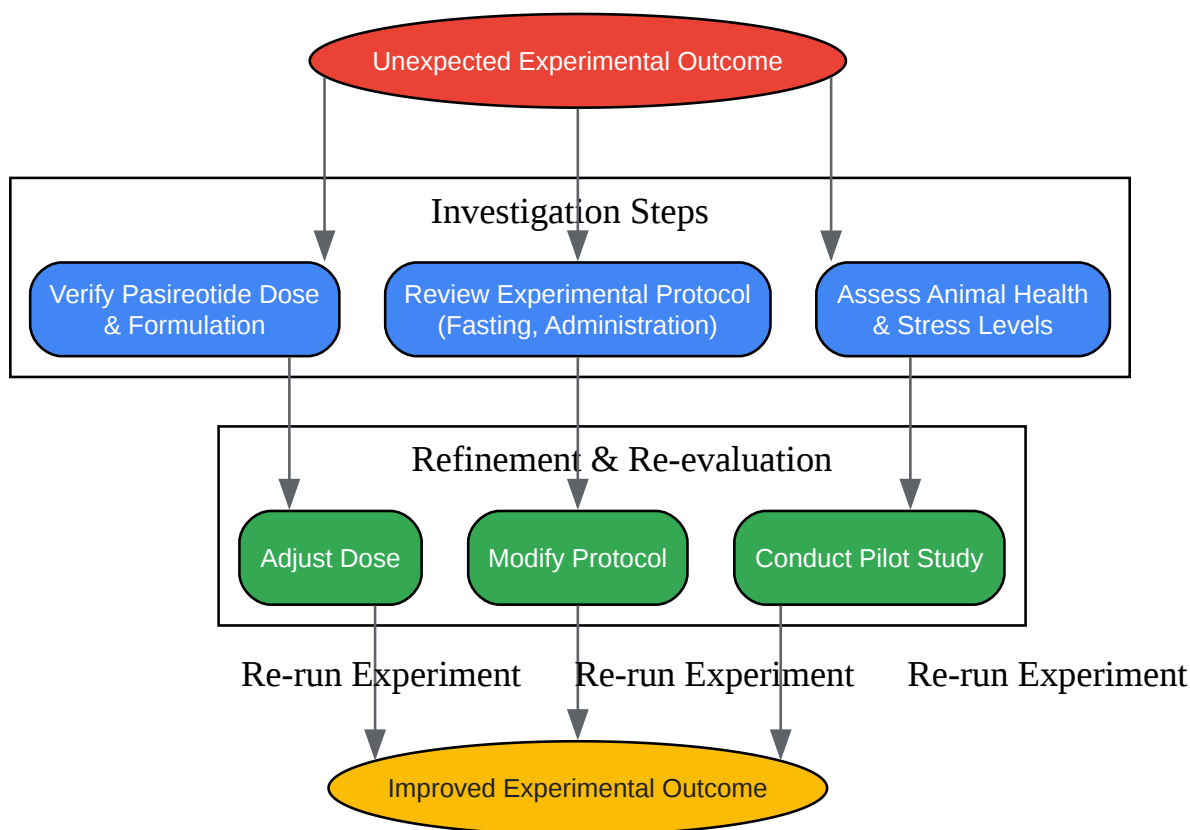 Unexpected Experimental Outcome
Investigation Steps
Verify Pasireotide Dose
& Formulation
Review Experimental Protocol
(Fasting, Administration)
Assess Animal Health
& Stress Levels
Refinement & Re-evaluation
Adjust Dose
Modify Protocol
Conduct Pilot Study
Re-run Experiment
Re-run Experiment
Re-run Experiment
Improved Experimental Outcome